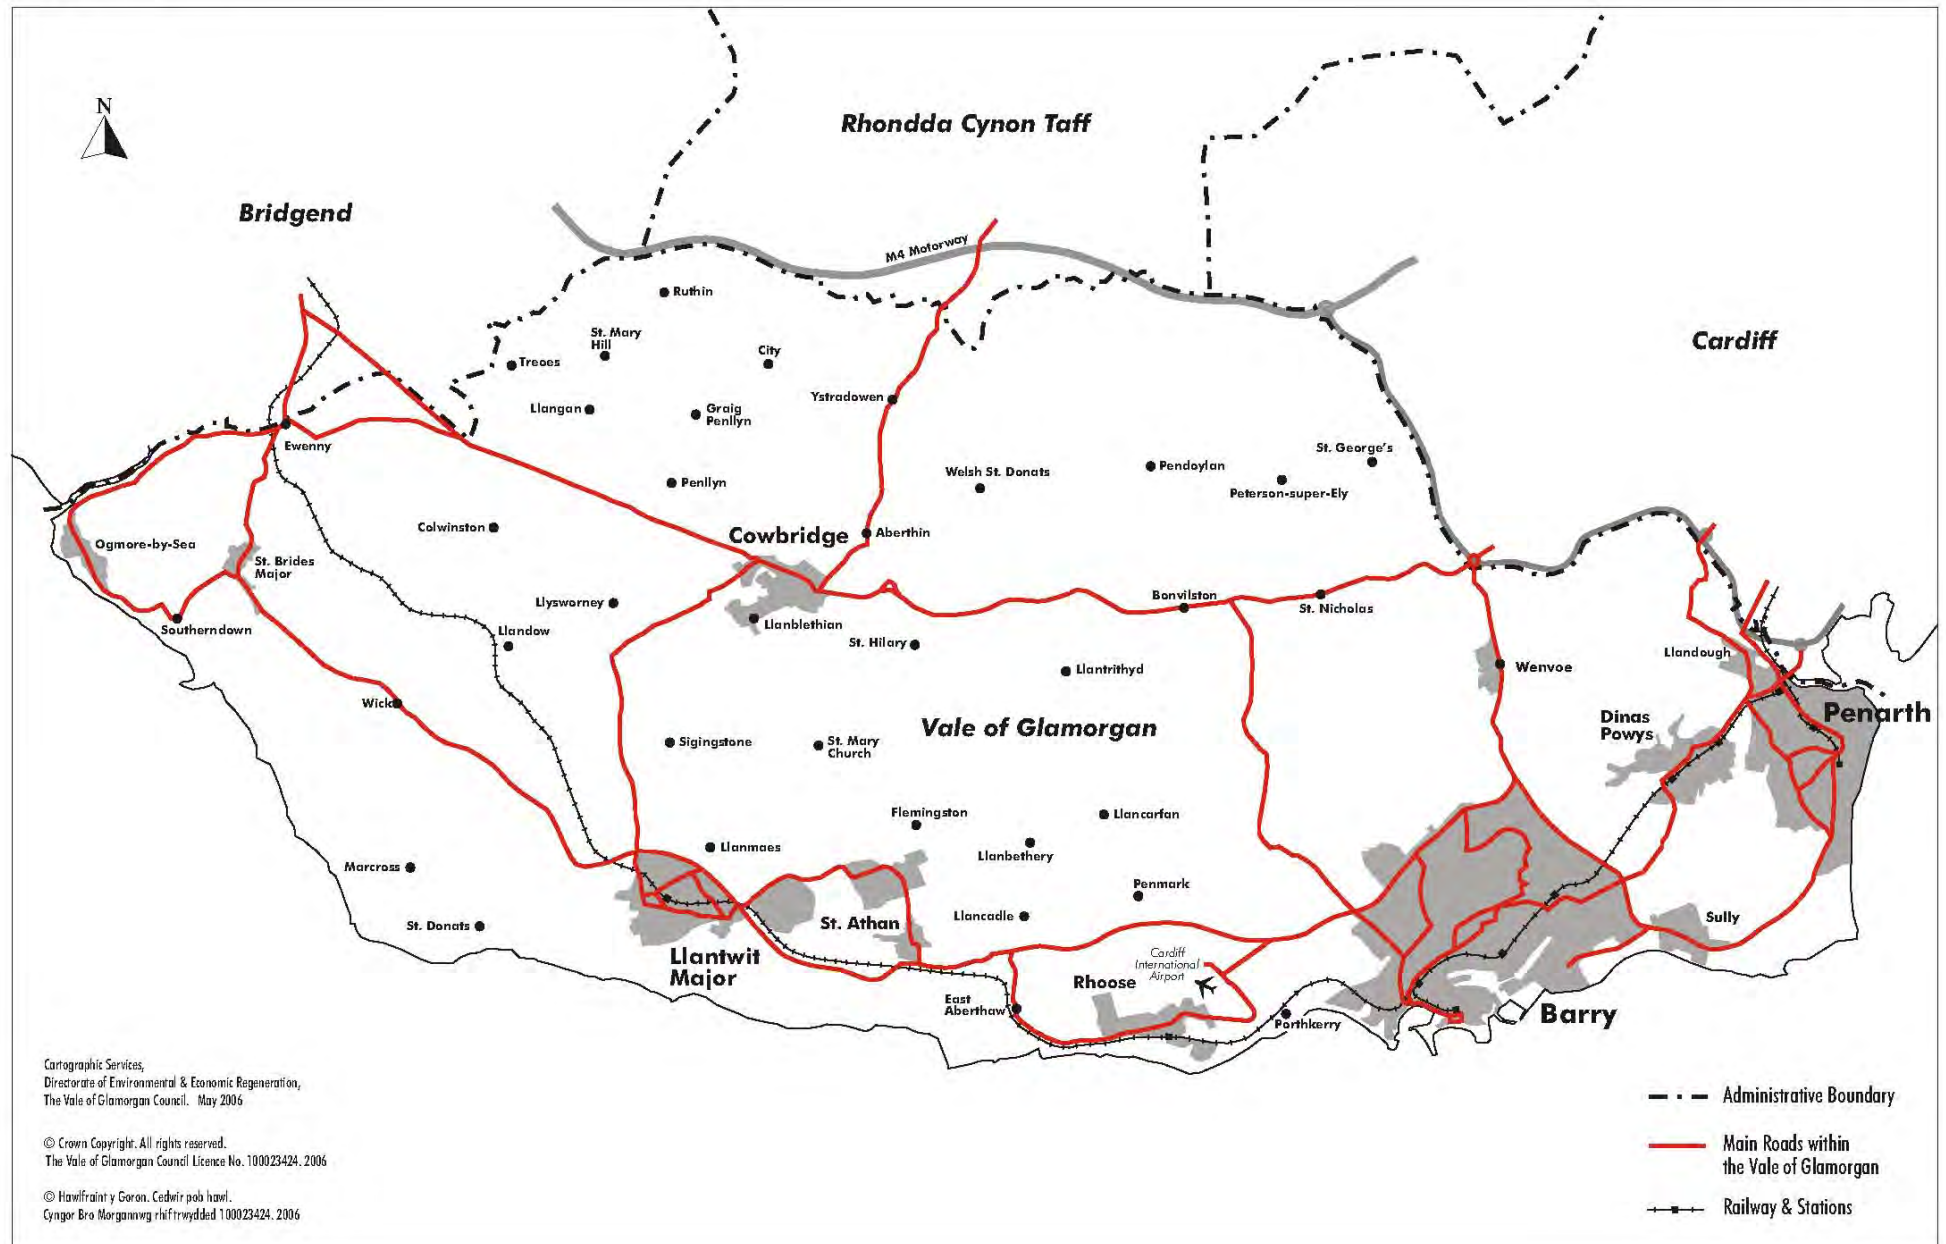 N
Rhondda Cynon Taff
Bridgend
M4 Motorway
Ruthin
St. Mary
Hill
City
Treoes
Cardiff
Ystradowen
Llangan
Graig
Penllyn
Ewenny
St. George's
Welsh St. Donats
Pendoylan
Penllyn
Peterson-super-Ely
Colwinston
Cowbridge
Aberthin
Ogmore-by-Sea
St. Brides
Major
Llysworney
Bonvilston
St. Nicholas
Southerndown
Llandow
Llanblethian
St. Hilary
Llantrithyd
Wenvoe
Llandough
Wick
Vale of Glamorgan
Penarth
Dinas
Powys
Sigingstone
St. Mary
Church
Flemingston
Llancarfan
Llanmaes
Llanbethery
Marcross
Penmark
St. Donats
St. Athan
Llancadle
Sully
Llantwit
Major
Cardiff
International
Airport
Rhoose
East
Aberthaw
Porthkerry
Barry
Cartographic Services,
Directorate of Environmental & Economic Regeneration,
The Vale of Glamorgan Council. May 2006
© Crown Copyright. All rights reserved.
The Vale of Glamorgan Council Licence No. 100023424. 2006
© Hawlfraint y Goron. Cedwir pob hawl.
Cyngor Bro Morgannwg rhif trwydded 100023424. 2006
Administrative Boundary
Main Roads within
the Vale of Glamorgan
Railway & Stations